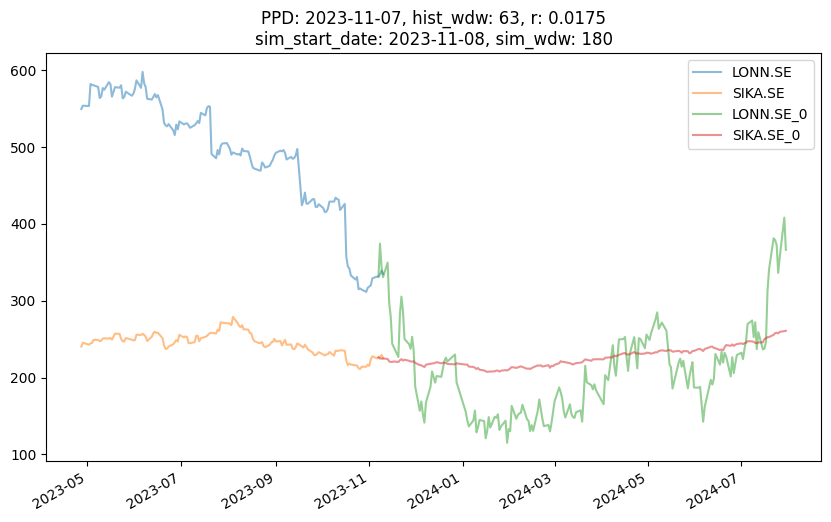 PPD: 2023-11-07, hist_wdw: 63, r: 0.0175
sim_start_date: 2023-11-08, sim_wdw: 180
LONN.SE
SIKA.SE
LONN.SE_0
SIKA.SE_0
600
500
400
300
200
100
2023-05
2023-07
2023-09
2023-11
2024-01
2024-03
2024-05
2024-07